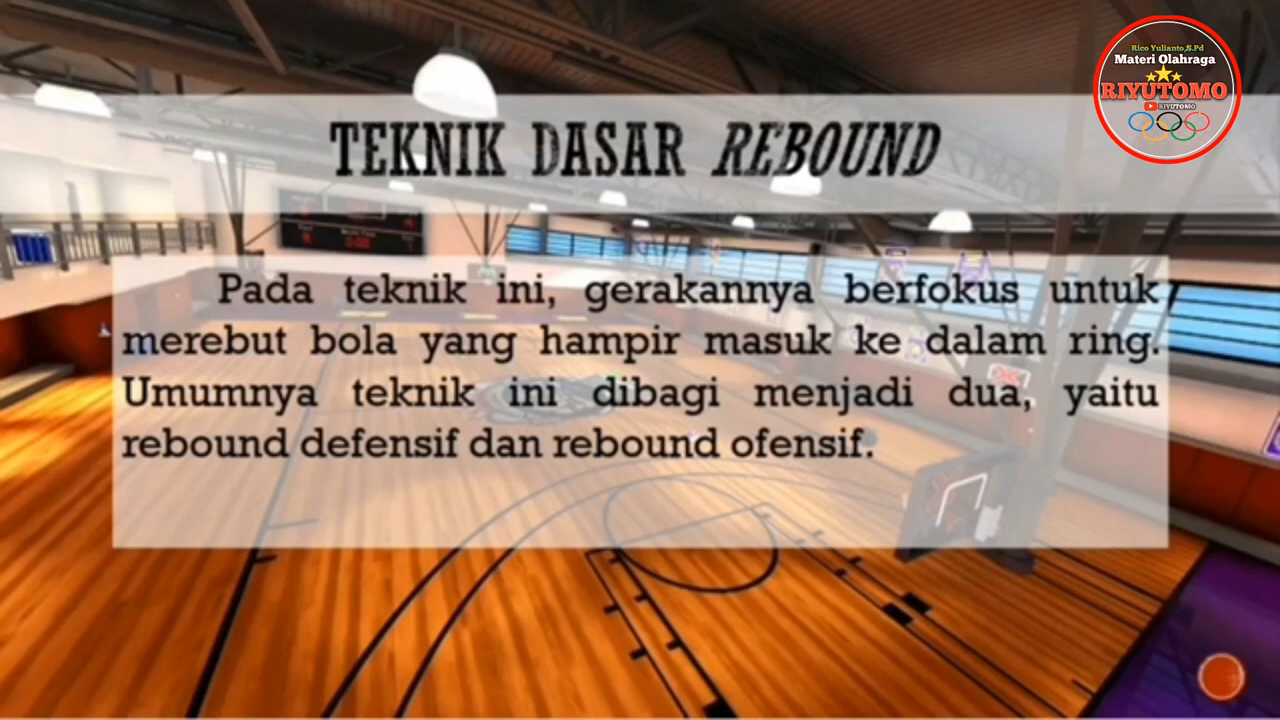 Rico Yulianto,S.Pd
Materi Olahraga
RIYUTOMO
RIYUTOMO
TEKNIK DASAR REBOUND
Pada teknik ini, gerakannya berfokus untuk
merebut bola yang hampir masuk ke dalam ring.
Umumnya teknik ini dibagi menjadi dua, yaitu
rebound defensif dan rebound ofensif.